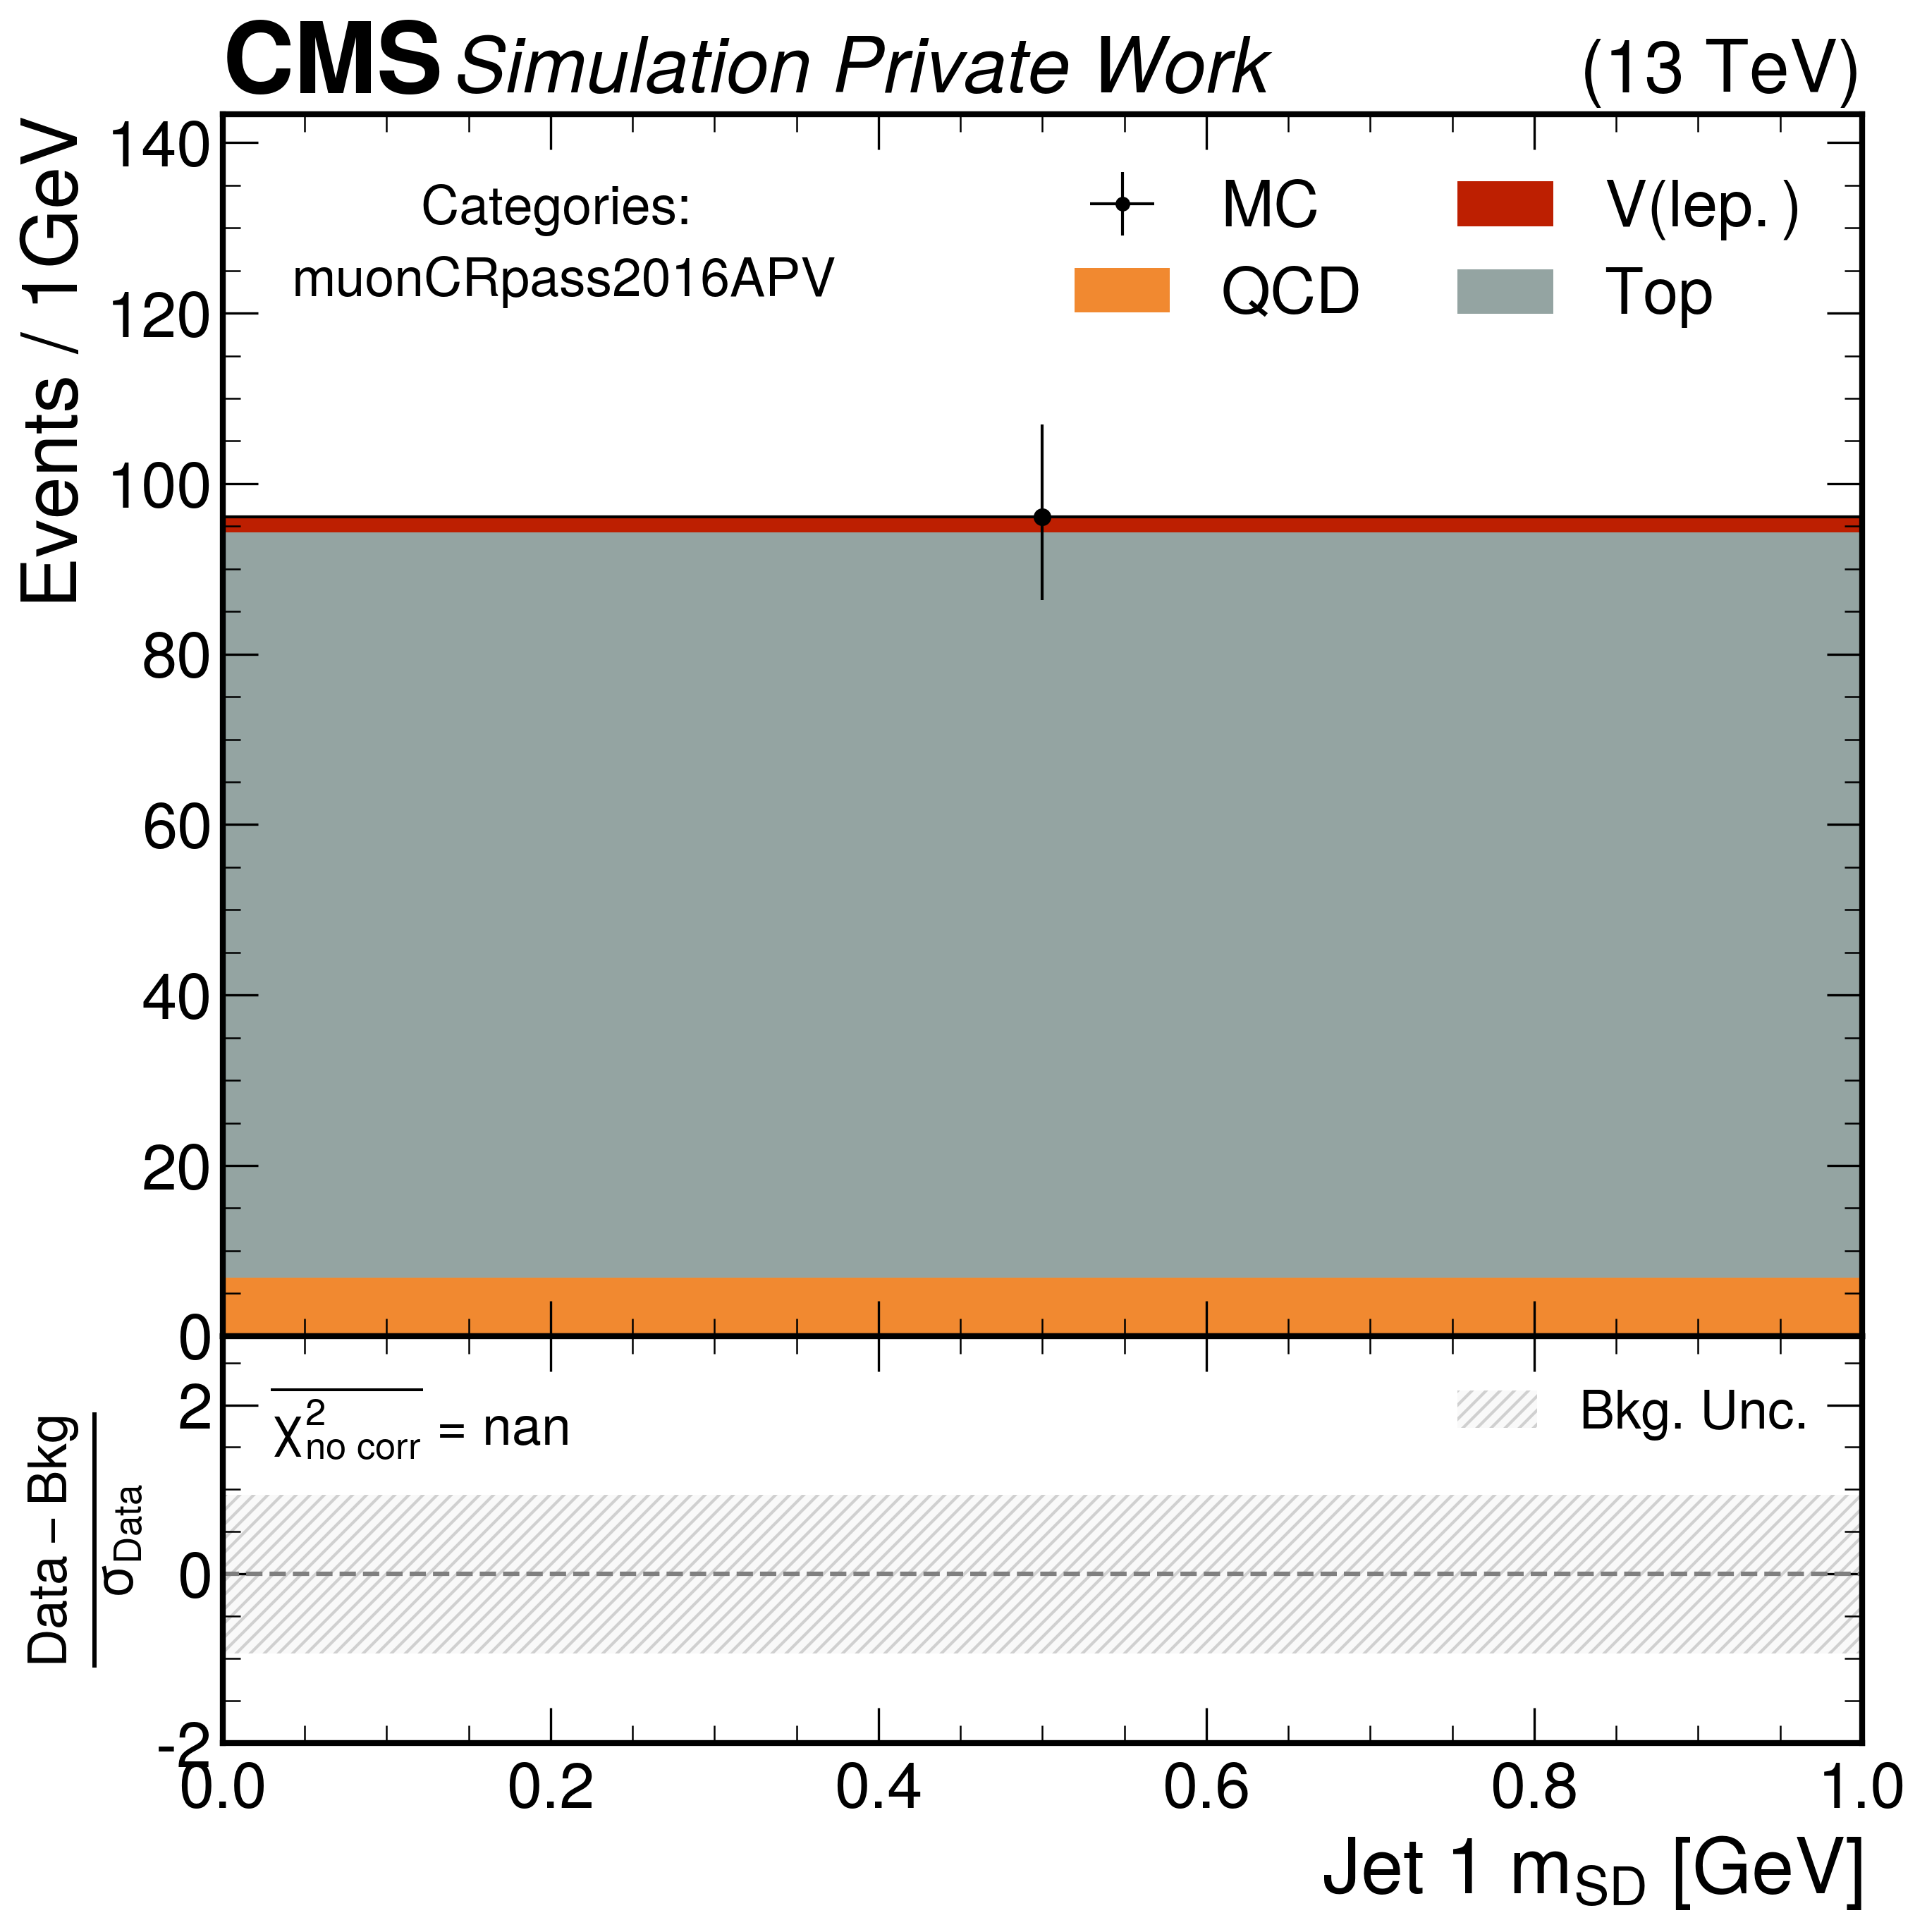 CMS Simulation Private Work (13 TeV)
Events / 1GeV
140
120
100
80
60
40
20
0
Categories:
muonCRpass2016APV
MC
V(lep.)
QCD
Top
Data − Bkg
σData
2
0
-2
χ²no corr = nan
Bkg. Unc.
0.0 0.2 0.4 0.6 0.8 1.0
Jet 1 mSD [GeV]